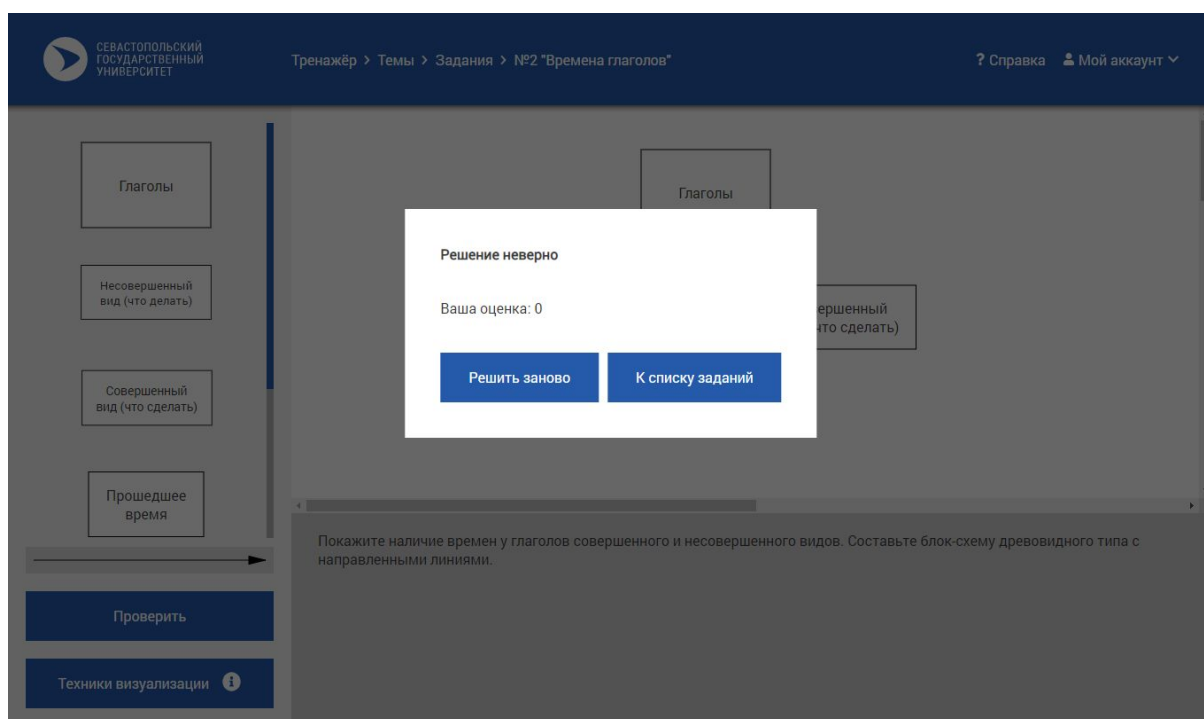 СЕВАСТОПОЛЬСКИЙ
ГОСУДАРСТВЕННЫЙ
УНИВЕРСИТЕТ
Тренажёр > Темы > Задания > №2 "Времена глаголов"
? Справка
Мой аккаунт
Глаголы
Несовершенный
вид (что делать)
Совершенный
вид (что сделать)
Прошедшее
время
Проверить
Техники визуализации
Глаголы
ершенный
что сделать)
Решение неверно
Ваша оценка: 0
Решить заново
К списку заданий
Покажите наличие времен у глаголов совершенного и несовершенного видов. Составьте блок-схему древовидного типа с
направленными линиями.